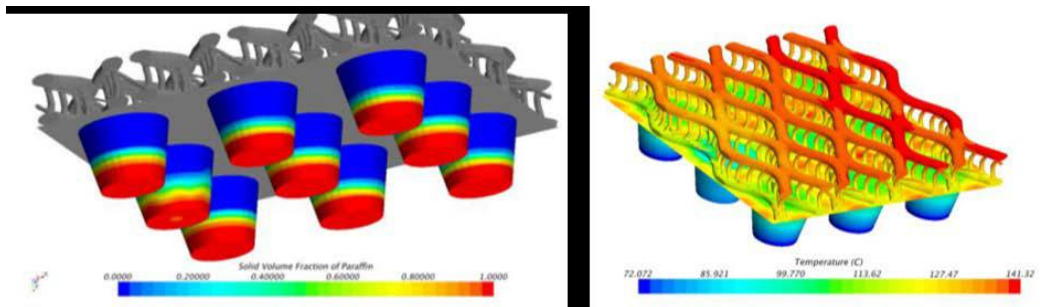 Solid Volume Fraction of Paraffin
0.0000 0.20000 0.40000 0.60000 0.80000 1.0000
Temperature (C)
72.072 85.921 99.770 113.62 127.47 141.32